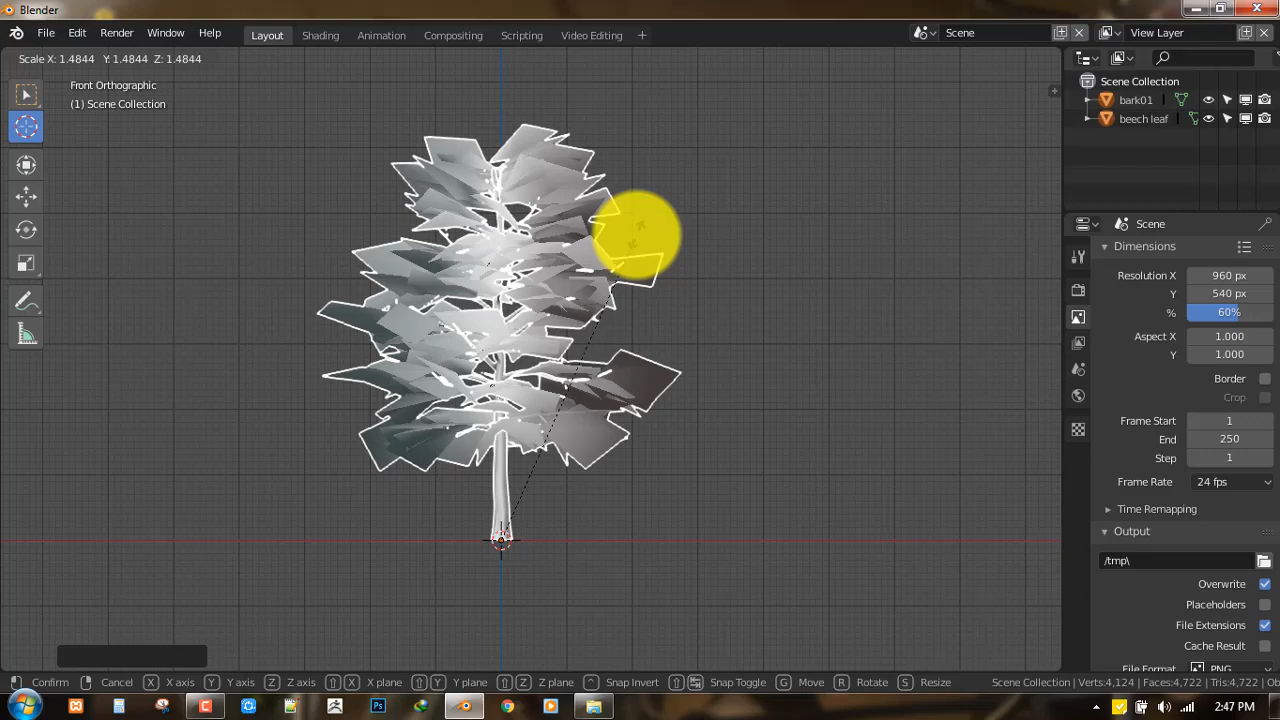 Blender
File Edit Render Window Help Layout Shading Animation Compositing Scripting Video Editing + Scene View Layer
Scale X: 1.4844 Y: 1.4844 Z: 1.4844
Front Orthographic
(1) Scene Collection
Scene Collection
bark01
beech leaf
Scene
Dimensions
Resolution X 960 px
Y 540 px
% 60%
Aspect X 1.000
Y 1.000
Border
Crop
Frame Start 1
End 250
Step 1
Frame Rate 24 fps
Time Remapping
Output
/tmp\
Overwrite
Placeholders
File Extensions
Cache Result
File Format PNG
Confirm Cancel X X axis Y Y axis Z Z axis X X plane Y Y plane Z Z plane ^ Snap Invert Snap Toggle G Move R Rotate S Resize Scene Collection | Verts:4,124 | Faces:4,722 | Tris:4,722 | Ob
Ps
2:47 PM